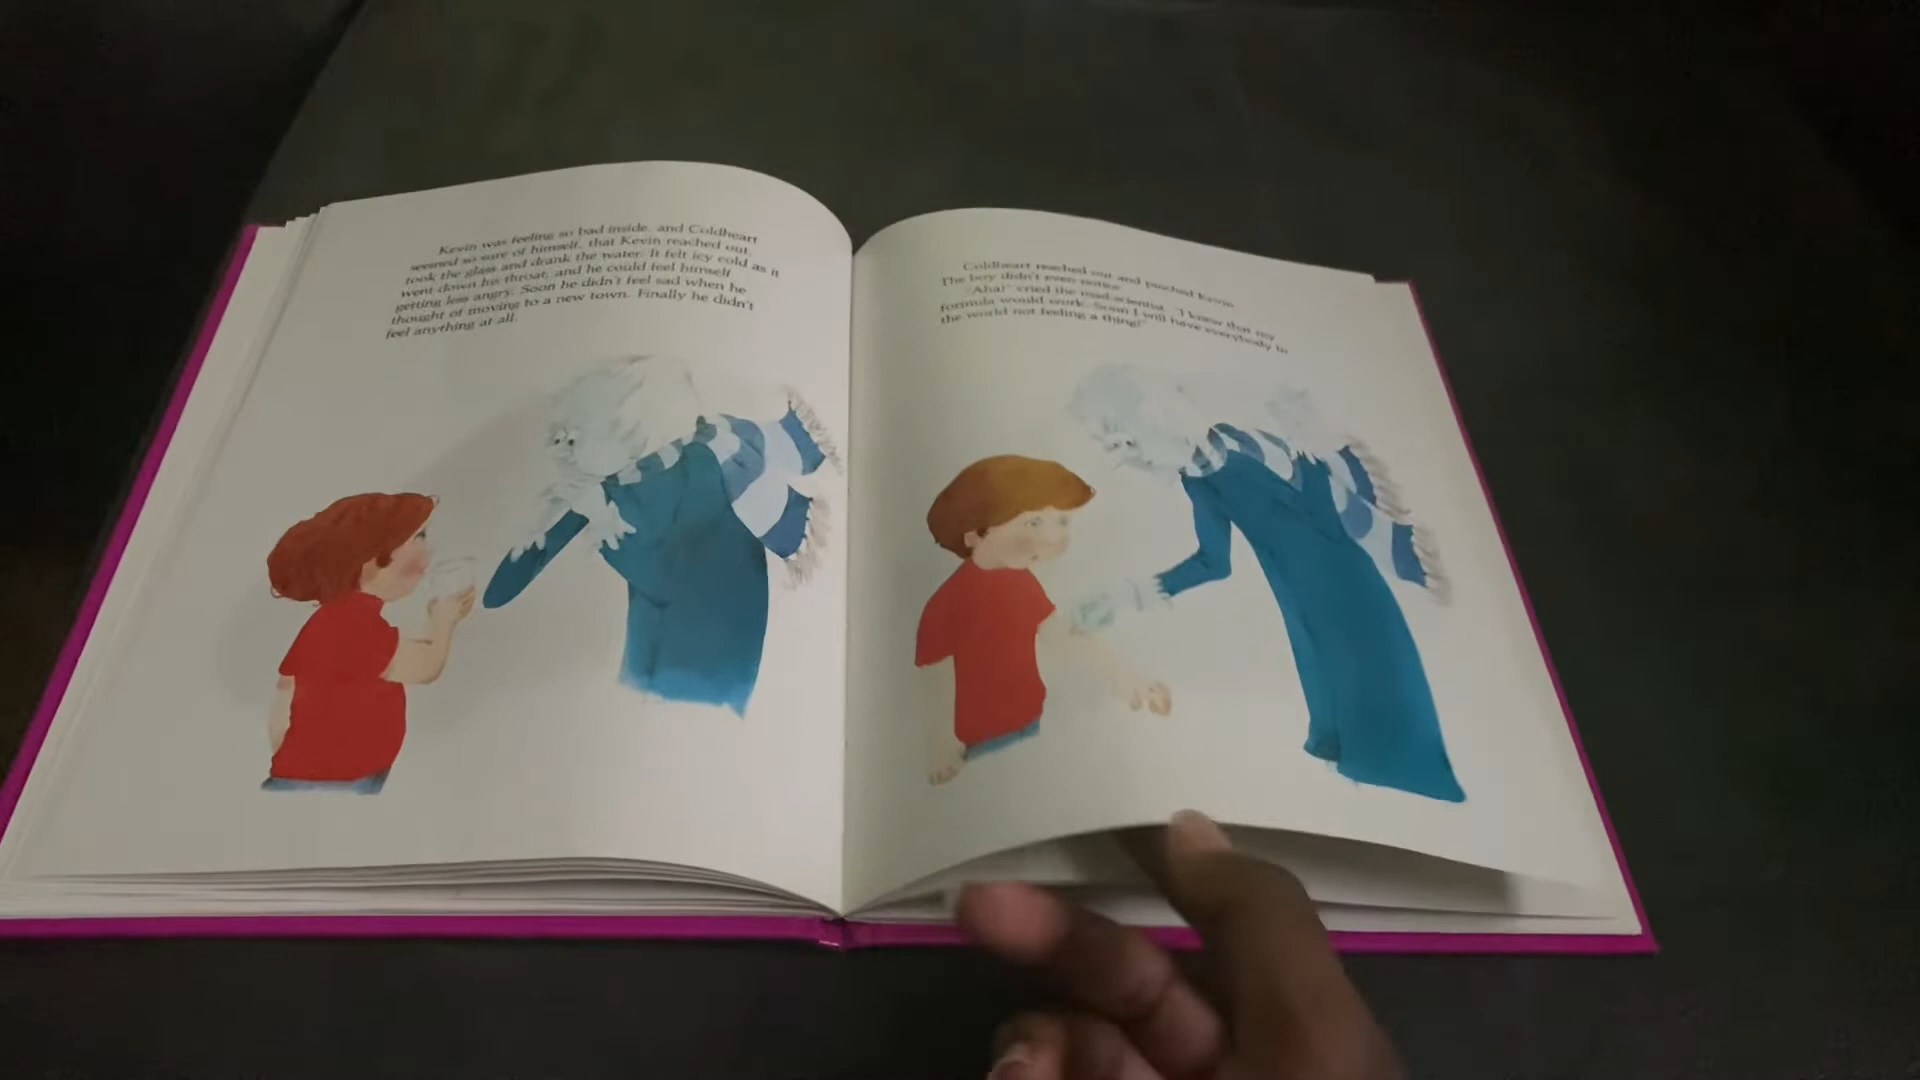 Kevin was feeling so bad inside, and Coldheart
seemed so sure of himself, that Kevin reached out,
took the glass and drank the water. It felt icy cold as it
went down his throat, and he could feel himself
getting less angry. Soon he didn't feel sad when he
thought of moving to a new town. Finally he didn't
feel anything at all.
Coldheart reached out and pinched Kevin.
The boy didn't even notice.
"Aha!" cried the mad scientist. "I knew that my
formula would work. Soon I will have everybody in
the world not feeling a thing!"